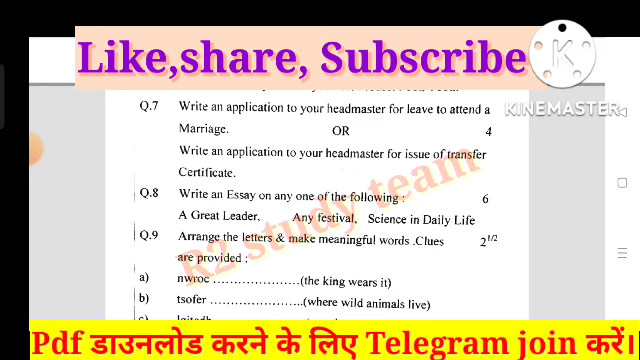 Like,share, Subscribe
KINEMASTER
Q.7 Write an application to your headmaster for leave to attend a
Marriage. OR 4
Write an application to your headmaster for issue of transfer
Certificate.
Q.8 Write an Essay on any one of the following : 6
A Great Leader, Any festival, Science in Daily Life
Q.9 Arrange the letters & make meaningful words .Clues 2 1/2
are provided :
a) nwroc .....................(the king wears it)
b) tsofer ......................(where wild animals live)
R2 study team
Pdf डाउनलोड करने के लिए Telegram join करें।